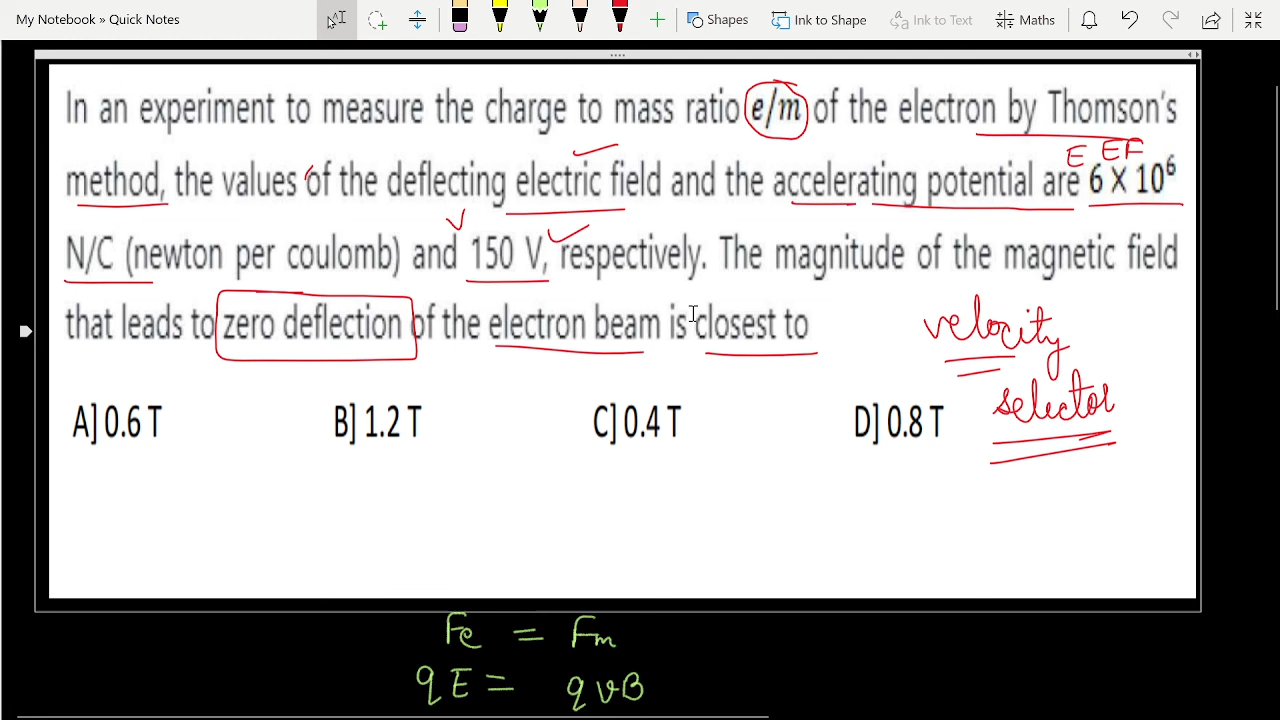 My Notebook » Quick Notes
Shapes Ink to Shape Ink to Text Maths
In an experiment to measure the charge to mass ratio e/m of the electron by Thomson's
E EF
method, the values of the deflecting electric field and the accelerating potential are 6 X 10⁶
N/C (newton per coulomb) and 150 V, respectively. The magnitude of the magnetic field
that leads to zero deflection of the electron beam is closest to
velocity
selector
A] 0.6 T B] 1.2 T C] 0.4 T D] 0.8 T
Fe = Fm
qE = qvB